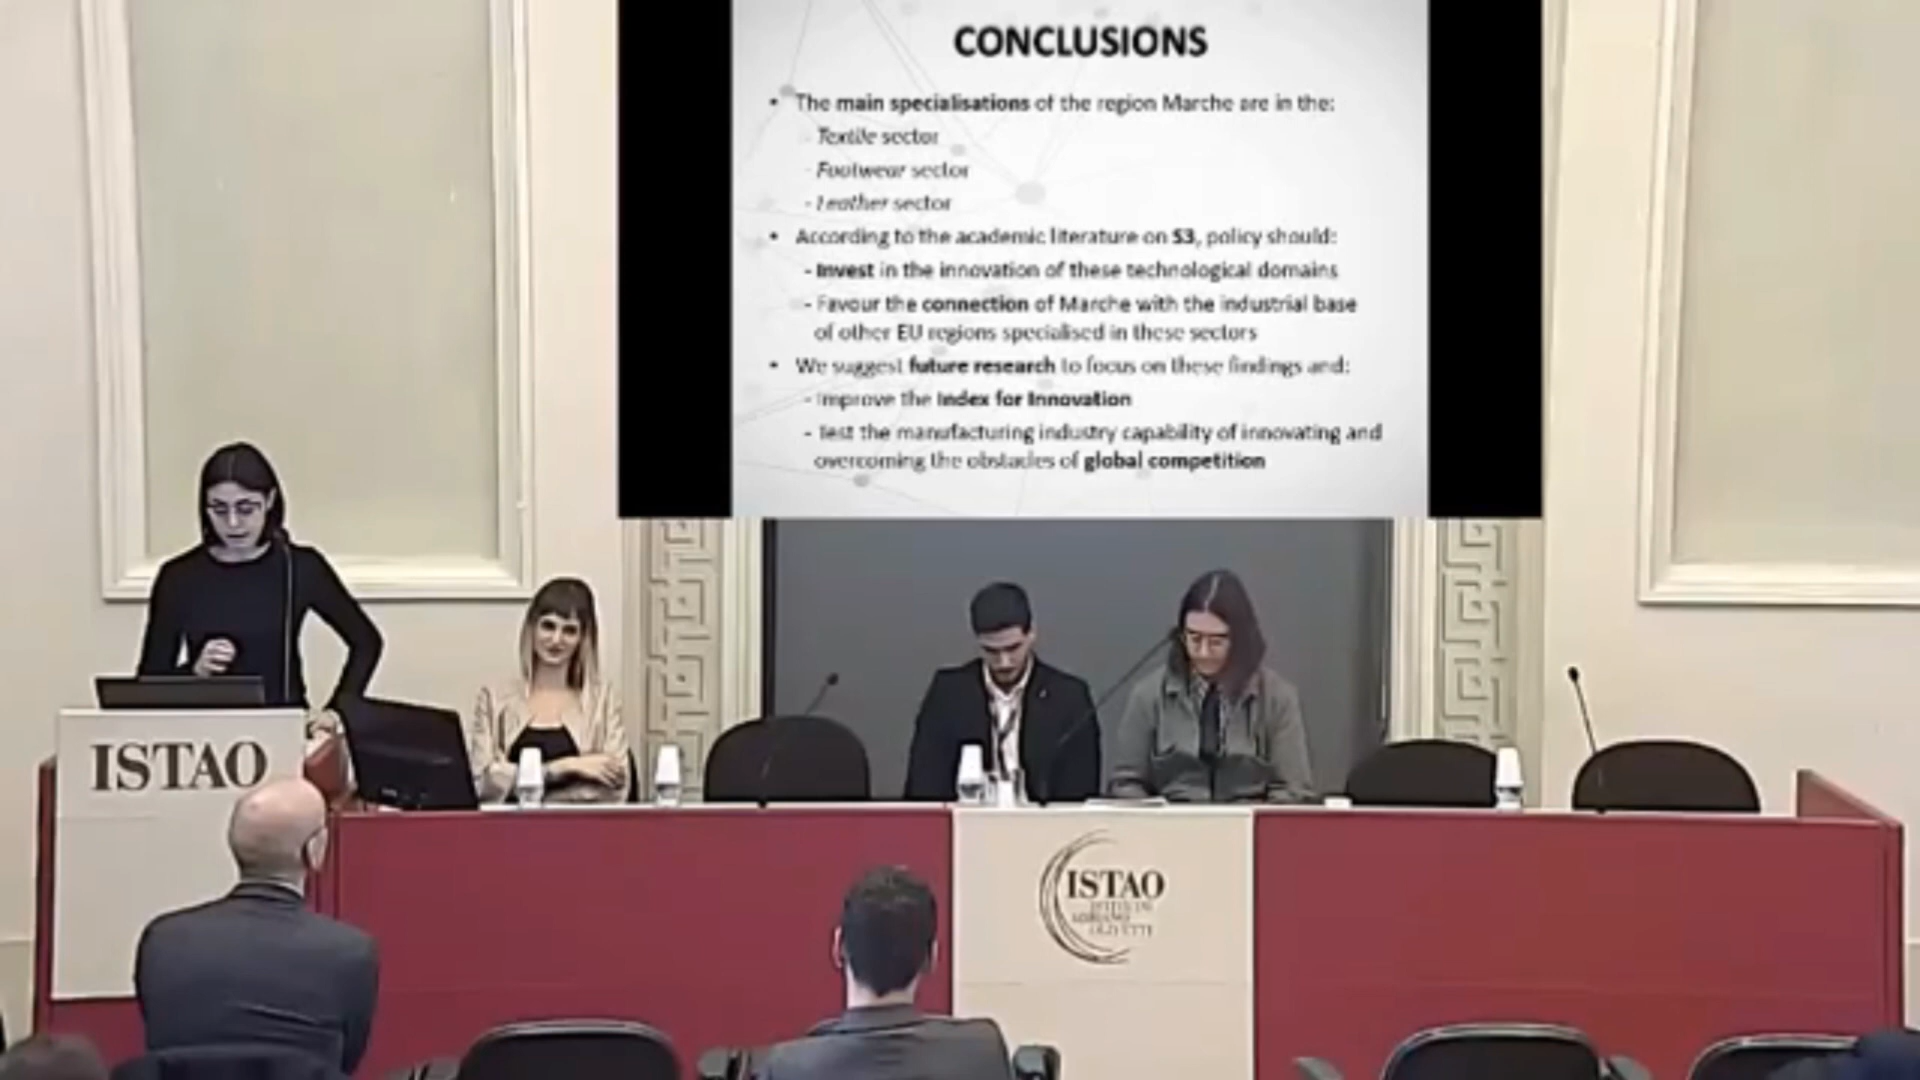 CONCLUSIONS
• The main specialisations of the region Marche are in the:
- Textile sector
- Footwear sector
- Leather sector
• According to the academic literature on S3, policy should:
- Invest in the innovation of these technological domains
- Favour the connection of Marche with the industrial base
of other EU regions specialised in these sectors
• We suggest future research to focus on these findings and:
- Improve the Index for Innovation
- Test the manufacturing industry capability of innovating and
overcoming the obstacles of global competition
ISTAO
ISTAO